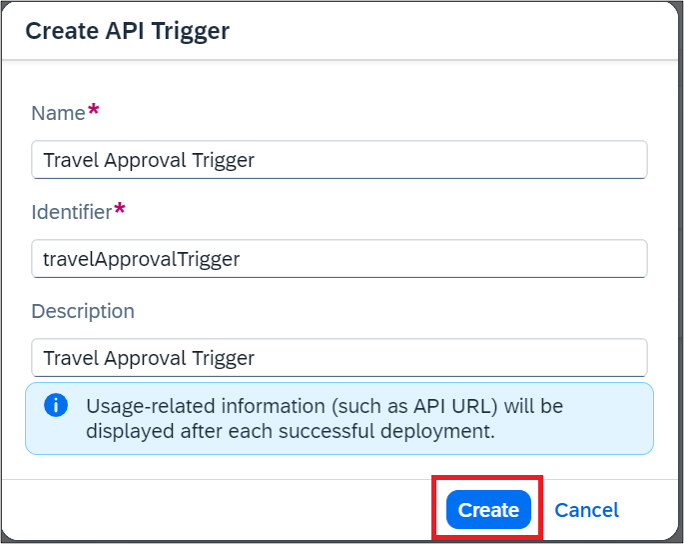 Create API Trigger
Name*
Travel Approval Trigger
Identifier*
travelApprovalTrigger
Description
Travel Approval Trigger
i Usage-related information (such as API URL) will be
displayed after each successful deployment.
Create Cancel